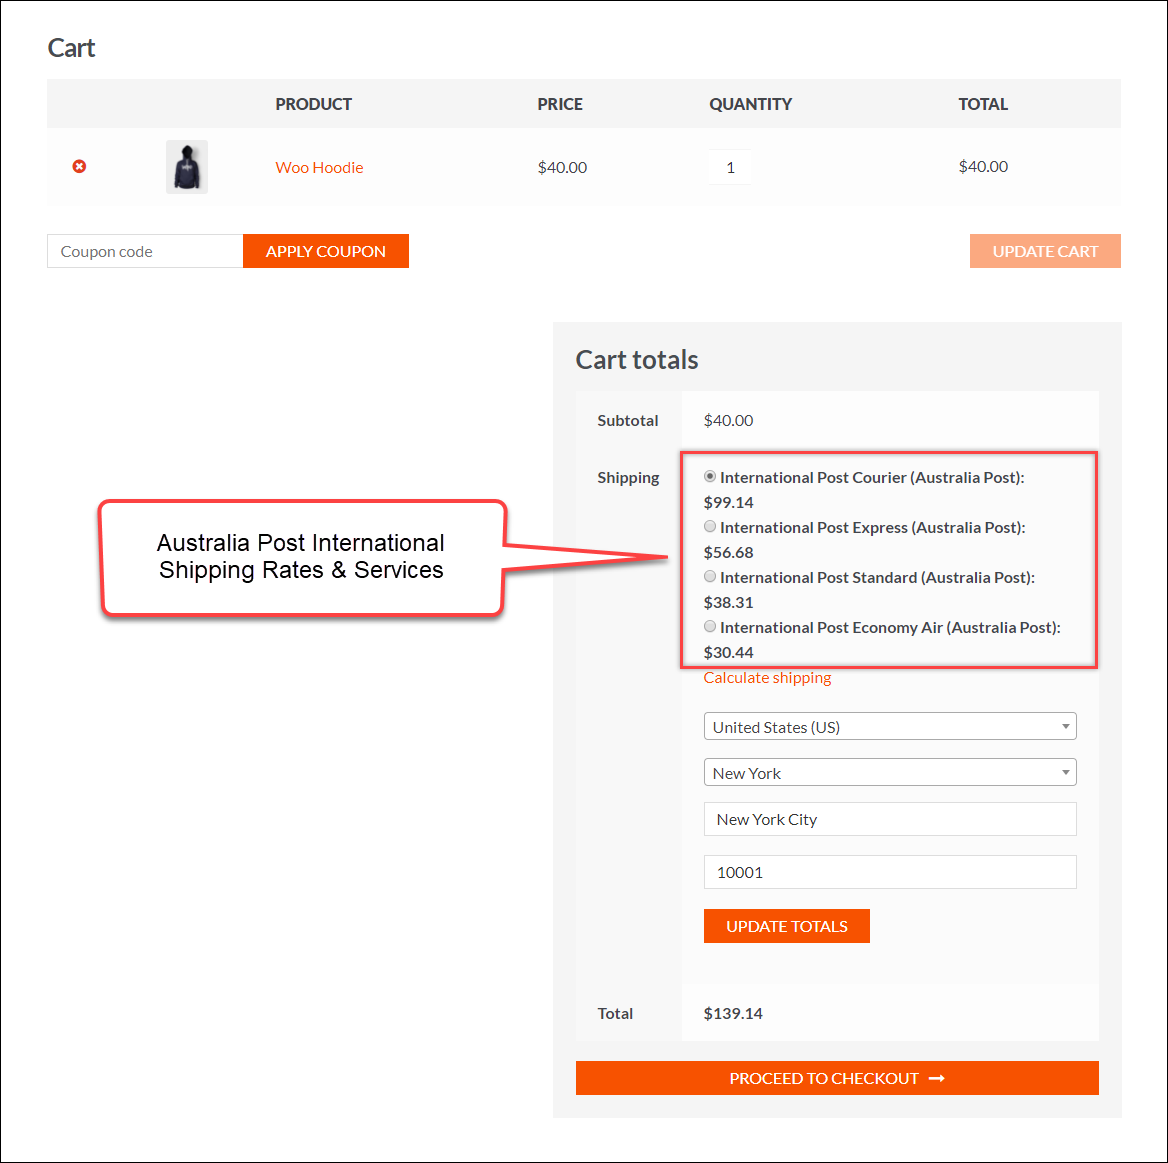 Cart
PRODUCT PRICE QUANTITY TOTAL
Woo Hoodie $40.00 1 $40.00
Coupon code APPLY COUPON UPDATE CART
Cart totals
Subtotal $40.00
Shipping International Post Courier (Australia Post):
$99.14
International Post Express (Australia Post):
$56.68
International Post Standard (Australia Post):
$38.31
International Post Economy Air (Australia Post):
$30.44
Australia Post International
Shipping Rates & Services
Calculate shipping
United States (US)
New York
New York City
10001
UPDATE TOTALS
Total $139.14
PROCEED TO CHECKOUT →